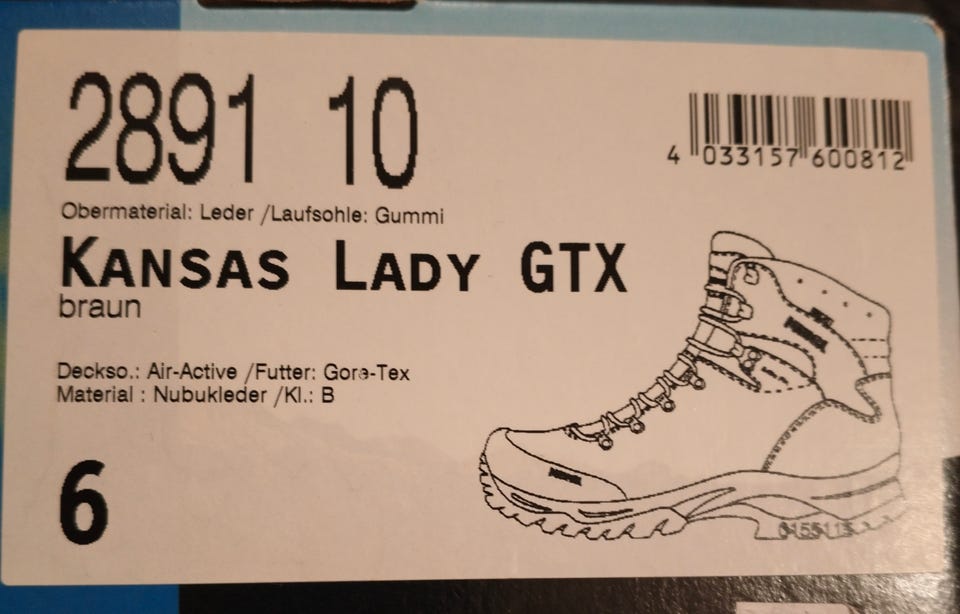 2891 10
4 033157 600812
Obermaterial: Leder /Laufsohle: Gummi
KANSAS LADY GTX
braun
Deckso.: Air-Active /Futter: Gore-Tex
Material : Nubukleder /Kl.: B
6